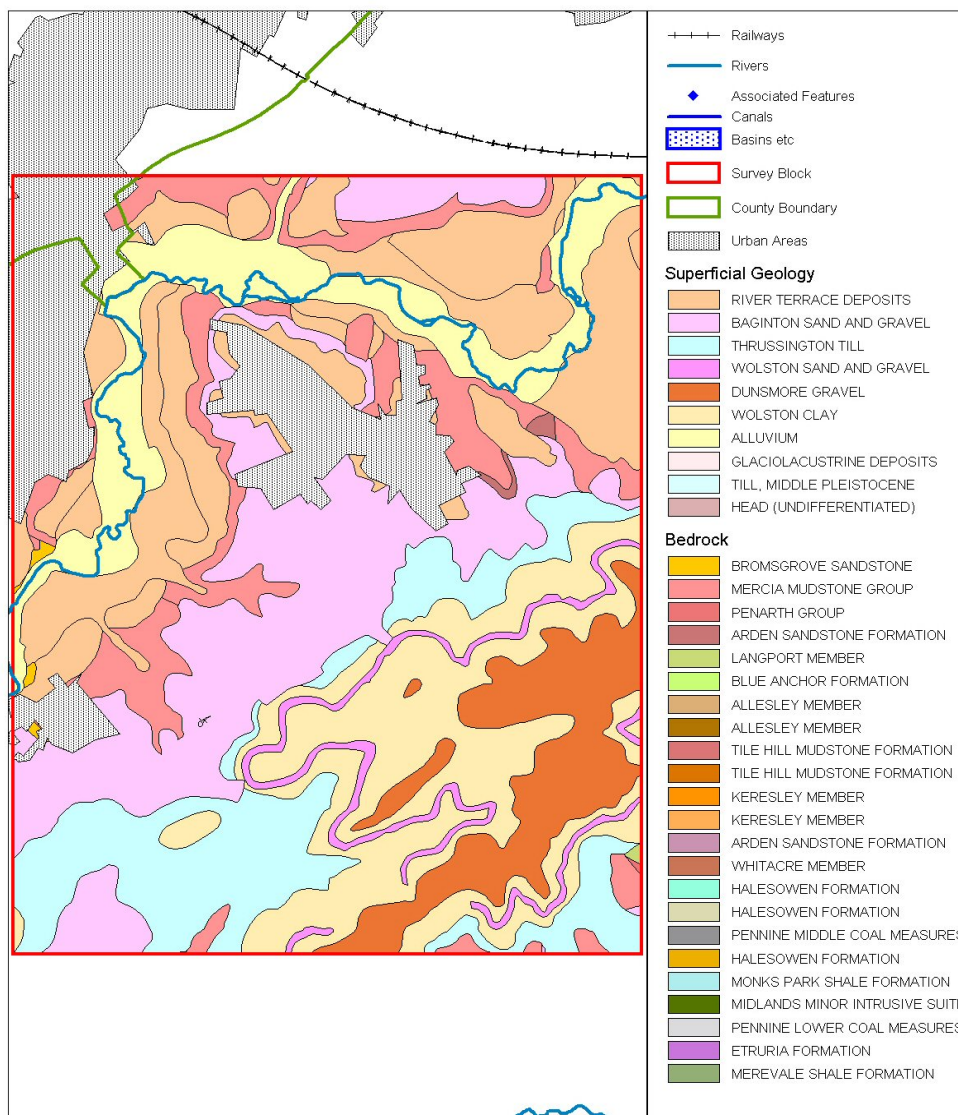 Railways
Rivers
Associated Features
Canals
Basins etc
Survey Block
County Boundary
Urban Areas
Superficial Geology
RIVER TERRACE DEPOSITS
BAGINTON SAND AND GRAVEL
THRUSSINGTON TILL
WOLSTON SAND AND GRAVEL
DUNSMORE GRAVEL
WOLSTON CLAY
ALLUVIUM
GLACIOLACUSTRINE DEPOSITS
TILL, MIDDLE PLEISTOCENE
HEAD (UNDIFFERENTIATED)
Bedrock
BROMSGROVE SANDSTONE
MERCIA MUDSTONE GROUP
PENARTH GROUP
ARDEN SANDSTONE FORMATION
LANGPORT MEMBER
BLUE ANCHOR FORMATION
ALLESLEY MEMBER
ALLESLEY MEMBER
TILE HILL MUDSTONE FORMATION
TILE HILL MUDSTONE FORMATION
KERESLEY MEMBER
KERESLEY MEMBER
ARDEN SANDSTONE FORMATION
WHITACRE MEMBER
HALESOWEN FORMATION
HALESOWEN FORMATION
PENNINE MIDDLE COAL MEASURES
HALESOWEN FORMATION
MONKS PARK SHALE FORMATION
MIDLANDS MINOR INTRUSIVE SUIT
PENNINE LOWER COAL MEASURES
ETRURIA FORMATION
MEREVALE SHALE FORMATION